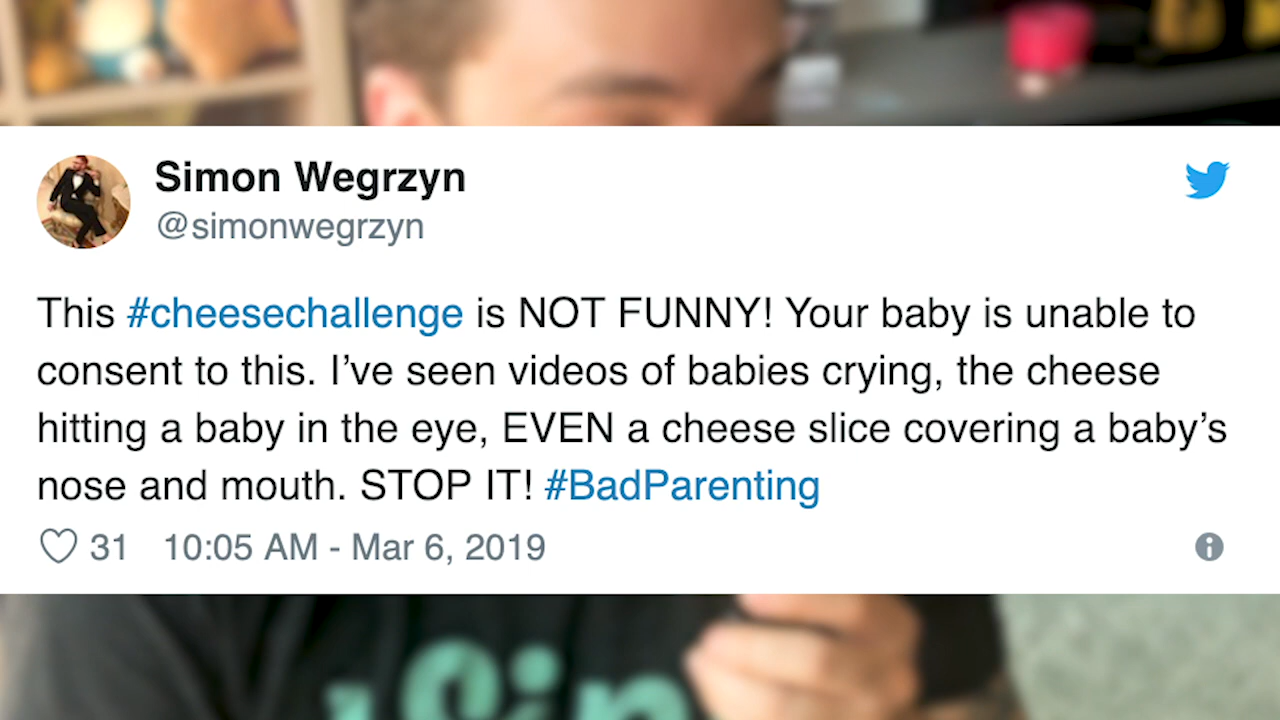 Simon Wegrzyn
@simonwegrzyn
This #cheesechallenge is NOT FUNNY! Your baby is unable to
consent to this. I’ve seen videos of babies crying, the cheese
hitting a baby in the eye, EVEN a cheese slice covering a baby’s
nose and mouth. STOP IT! #BadParenting
31 10:05 AM - Mar 6, 2019